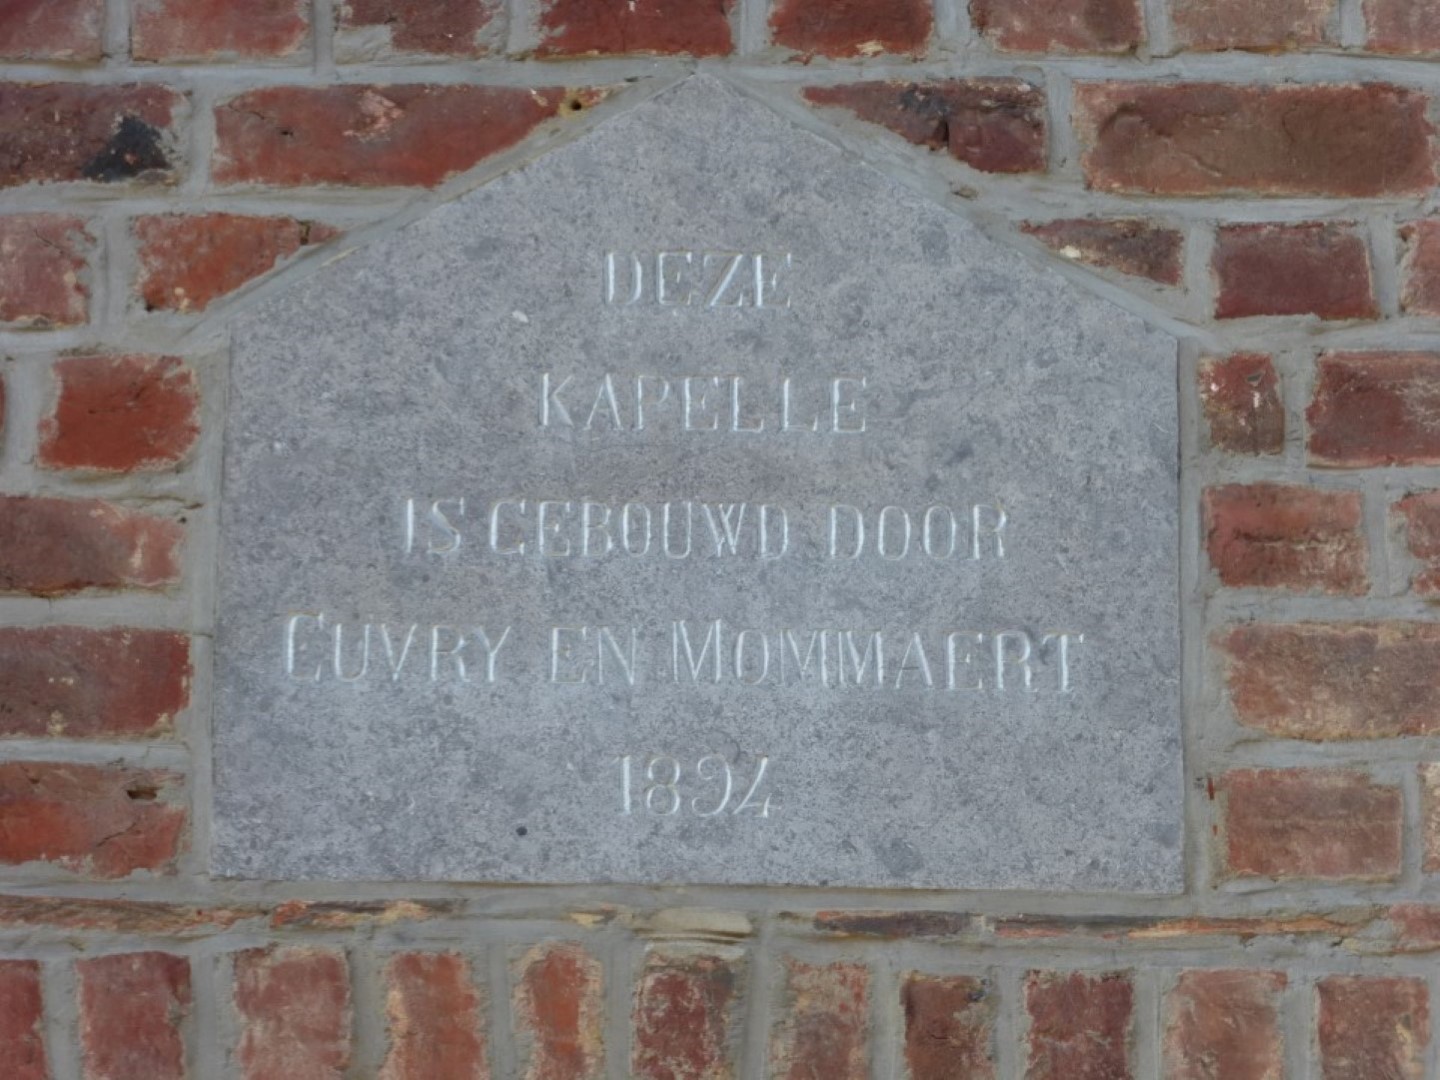 DEZE
KAPELLE
IS GEBOUWD DOOR
CUVRY EN MOMMAERT
1894